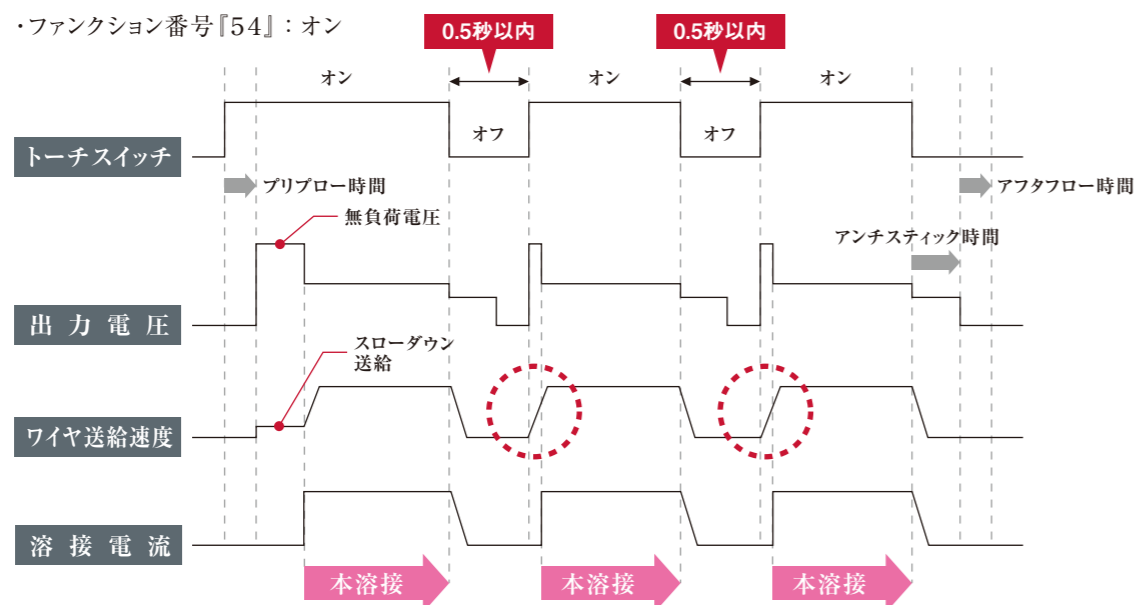 ・ファンクション番号『54』：オン
0.5秒以内
0.5秒以内
オン
オン
オン
オフ
オフ
トーチスイッチ
プリプロー時間
アフタフロー時間
無負荷電圧
アンチスティック時間
出力電圧
スローダウン
送給
ワイヤ送給速度
溶接電流
本溶接
本溶接
本溶接